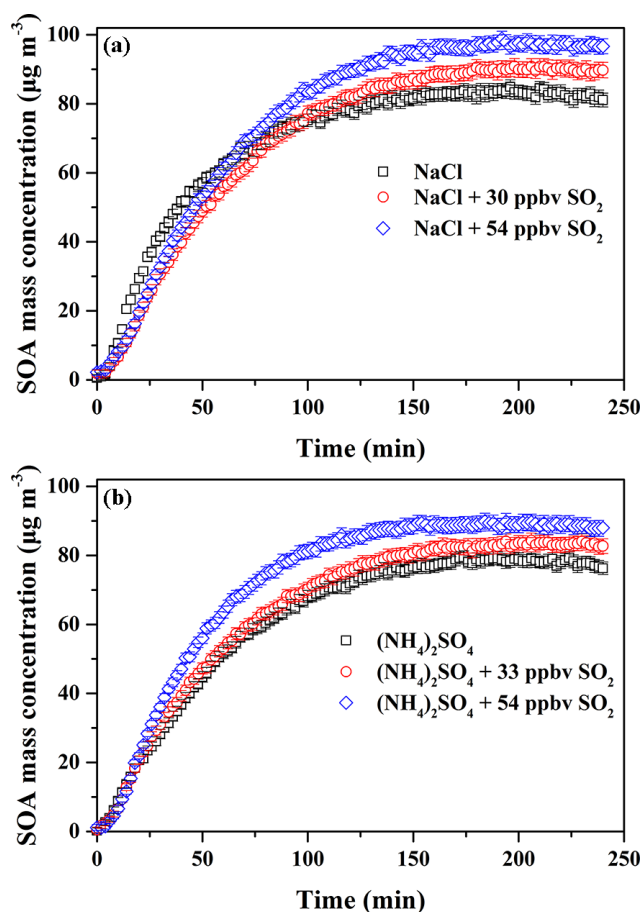 (a)
100
80
60
40
20
0
SOA mass concentration (μg m⁻³)
NaCl
NaCl + 30 ppbv SO₂
NaCl + 54 ppbv SO₂
0 50 100 150 200 250
Time (min)
(b)
100
80
60
40
20
0
SOA mass concentration (μg m⁻³)
(NH₄)₂SO₄
(NH₄)₂SO₄ + 33 ppbv SO₂
(NH₄)₂SO₄ + 54 ppbv SO₂
0 50 100 150 200 250
Time (min)